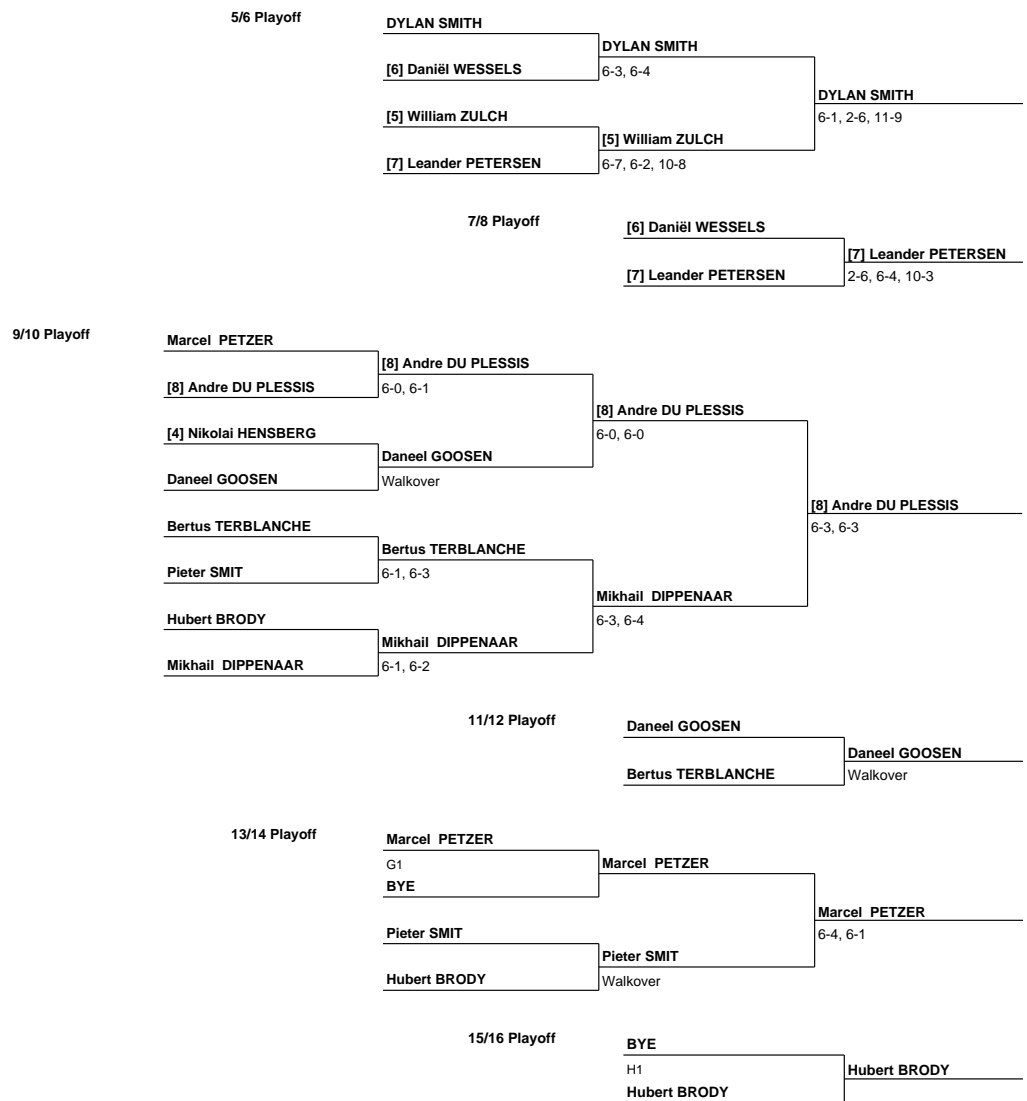 5/6 Playoff
DYLAN SMITH
DYLAN SMITH
[6] Daniël WESSELS
6-3, 6-4
DYLAN SMITH
[5] William ZULCH
6-1, 2-6, 11-9
[5] William ZULCH
[7] Leander PETERSEN
6-7, 6-2, 10-8
7/8 Playoff
[6] Daniël WESSELS
[7] Leander PETERSEN
[7] Leander PETERSEN
2-6, 6-4, 10-3
9/10 Playoff
Marcel PETZER
[8] Andre DU PLESSIS
[8] Andre DU PLESSIS
6-0, 6-1
[8] Andre DU PLESSIS
[4] Nikolai HENSBERG
6-0, 6-0
Daneel GOOSEN
Daneel GOOSEN
Walkover
[8] Andre DU PLESSIS
Bertus TERBLANCHE
6-3, 6-3
Bertus TERBLANCHE
Pieter SMIT
6-1, 6-3
Mikhail DIPPENAAR
Hubert BRODY
6-3, 6-4
Mikhail DIPPENAAR
Mikhail DIPPENAAR
6-1, 6-2
11/12 Playoff
Daneel GOOSEN
Daneel GOOSEN
Bertus TERBLANCHE
Walkover
13/14 Playoff
Marcel PETZER
G1
Marcel PETZER
BYE
Marcel PETZER
Pieter SMIT
6-4, 6-1
Pieter SMIT
Hubert BRODY
Walkover
15/16 Playoff
BYE
H1
Hubert BRODY
Hubert BRODY